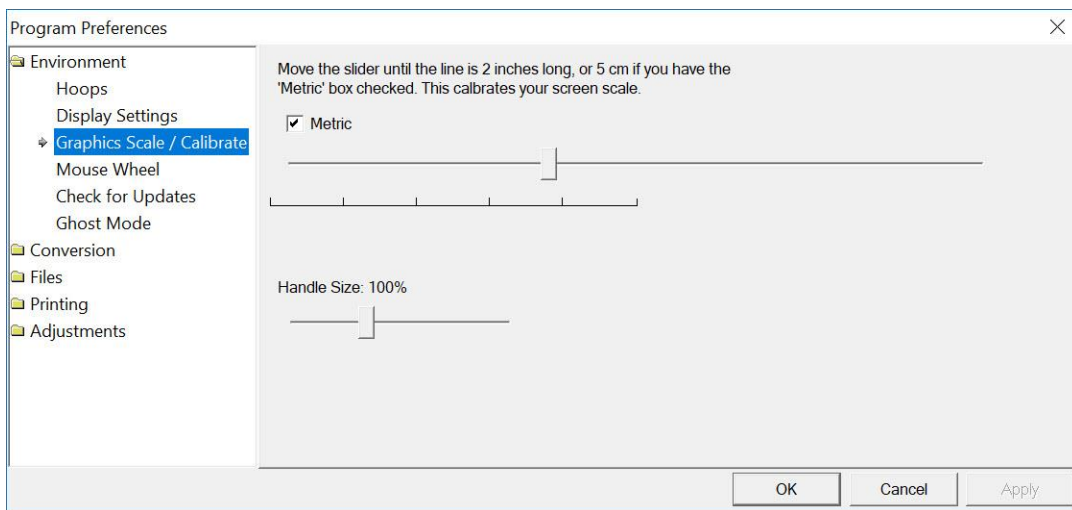 Program Preferences
Environment
Hoops
Display Settings
Graphics Scale / Calibrate
Mouse Wheel
Check for Updates
Ghost Mode
Conversion
Files
Printing
Adjustments
Move the slider until the line is 2 inches long, or 5 cm if you have the
'Metric' box checked. This calbrates your screen scale.
Metric
Handle Size: 100%
OK
Cancel
Apply